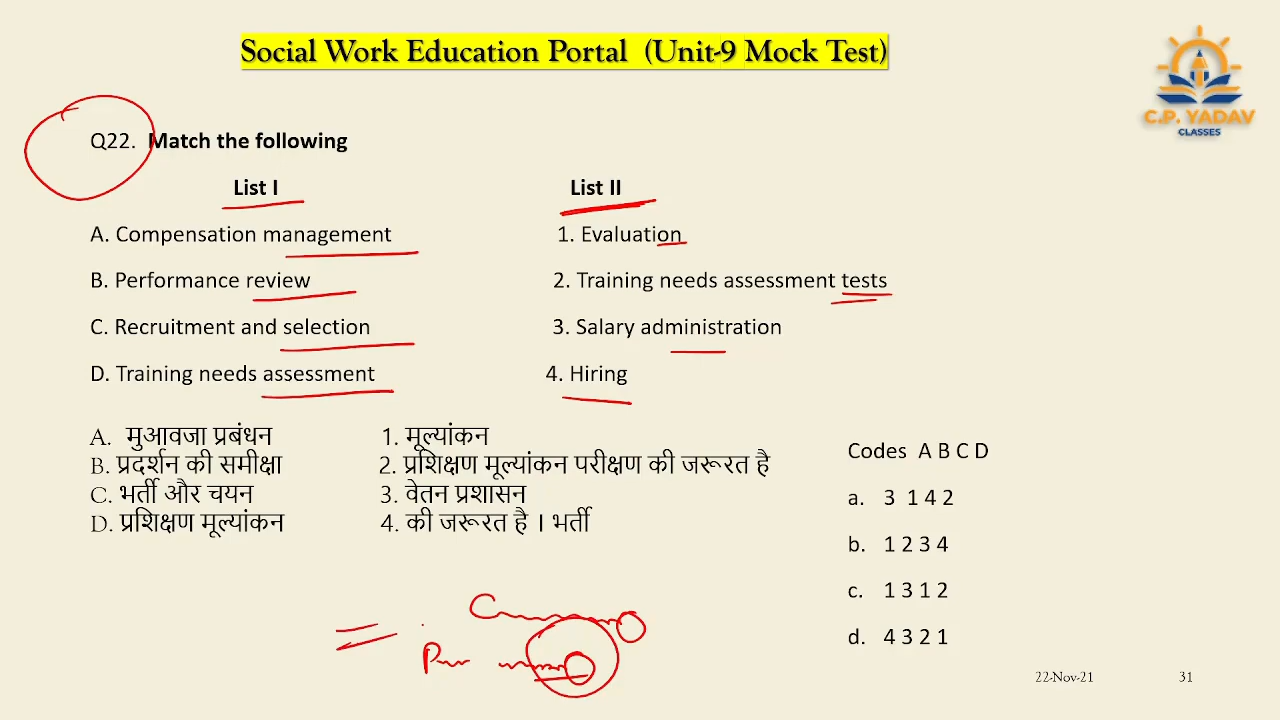 Social Work Education Portal (Unit-9 Mock Test)
C.P. YADAV
CLASSES
Q22. Match the following
List I List II
A. Compensation management 1. Evaluation
B. Performance review 2. Training needs assessment tests
C. Recruitment and selection 3. Salary administration
D. Training needs assessment 4. Hiring
A. मुआवजा प्रबंधन 1. मूल्यांकन
B. प्रदर्शन की समीक्षा 2. प्रशिक्षण मूल्यांकन परीक्षण की जरूरत है
C. भर्ती और चयन 3. वेतन प्रशासन
D. प्रशिक्षण मूल्यांकन 4. की जरूरत है । भर्ती
Codes A B C D
a. 3 1 4 2
b. 1 2 3 4
c. 1 3 1 2
d. 4 3 2 1
22-Nov-21 31